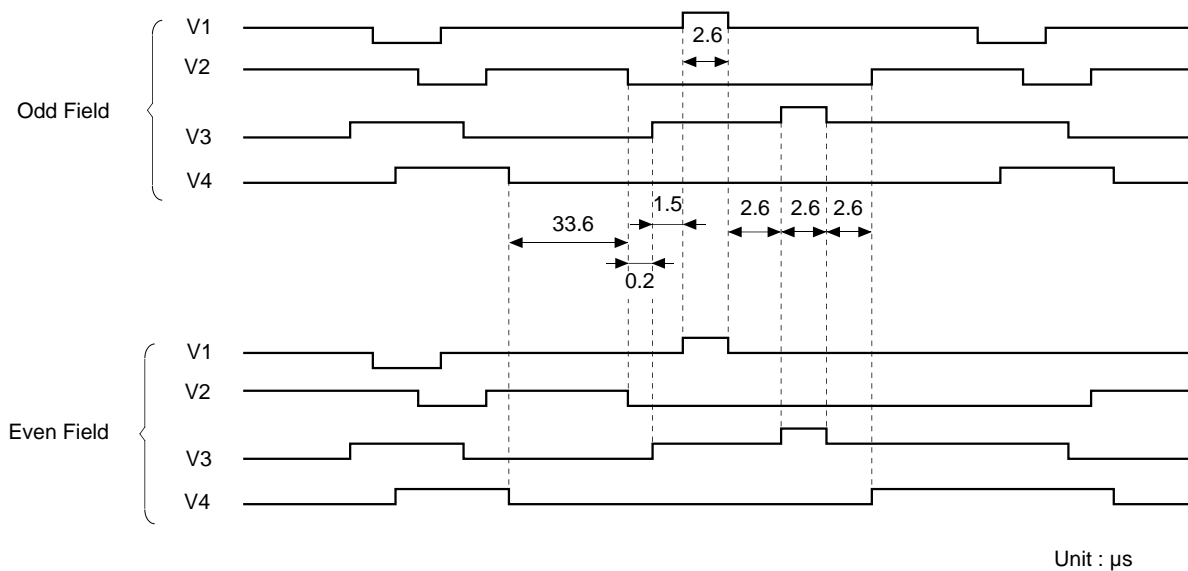 V1
2.6
V2
Odd Field
V3
V4
1.5
2.6 2.6 2.6
33.6
0.2
V1
V2
Even Field
V3
V4
Unit : µs